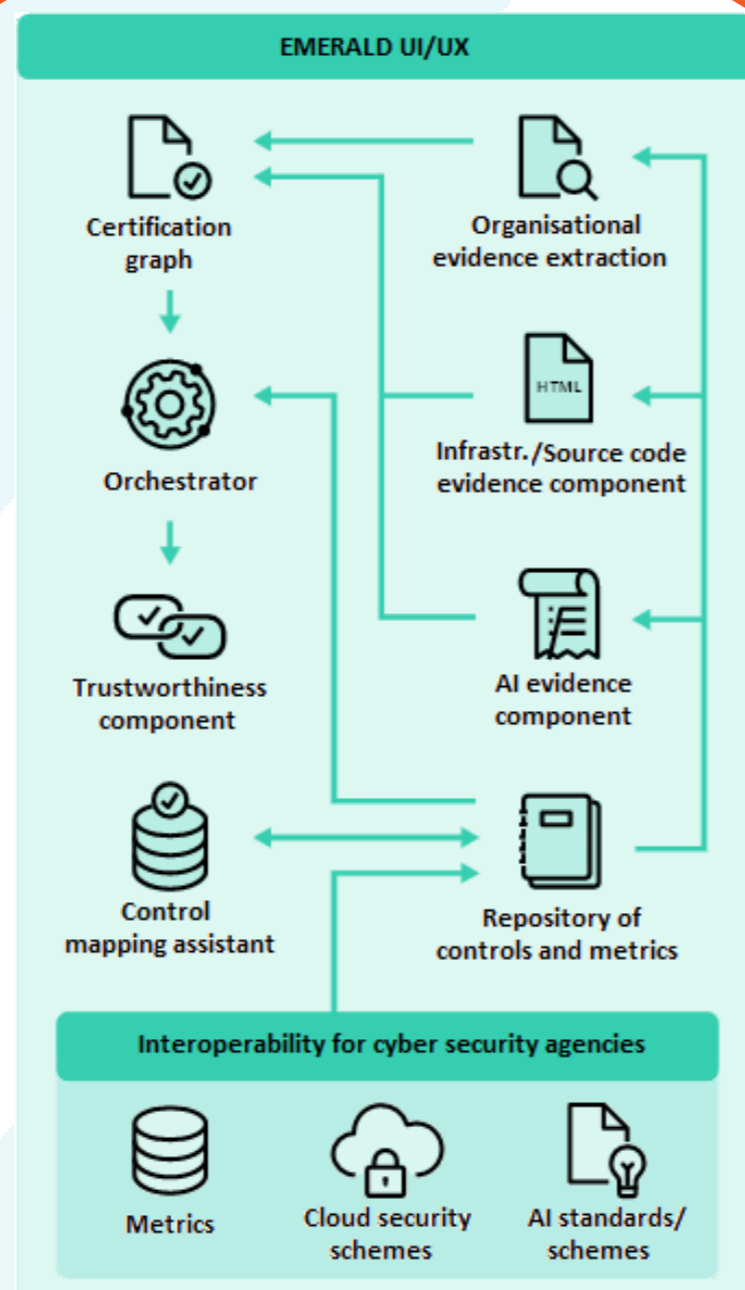 EMERALD UI/UX
Certification
graph
Organisational
evidence extraction
Orchestrator
HTML
Infrastr./Source code
evidence component
Trustworthiness
component
AI evidence
component
Control
mapping assistant
Repository of
controls and metrics
Interoperability for cyber security agencies
Metrics
Cloud security
schemes
AI standards/
schemes